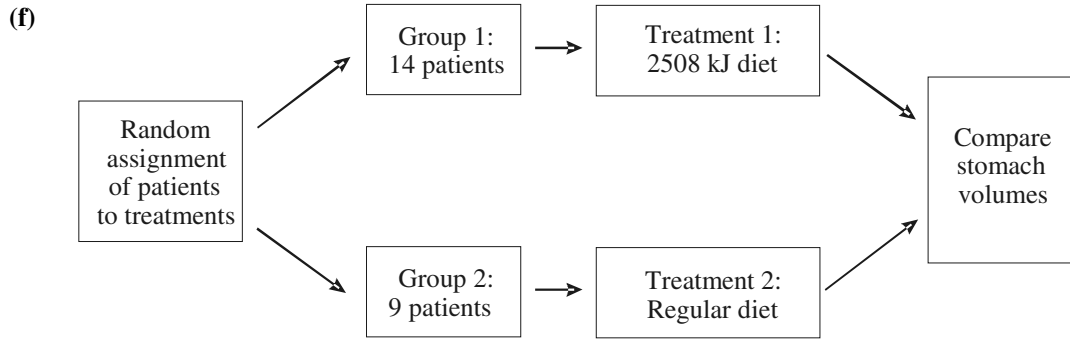 (f)
Random
assignment
of patients
to treatments
Group 1:
14 patients
Treatment 1:
2508 kJ diet
Group 2:
9 patients
Treatment 2:
Regular diet
Compare
stomach
volumes